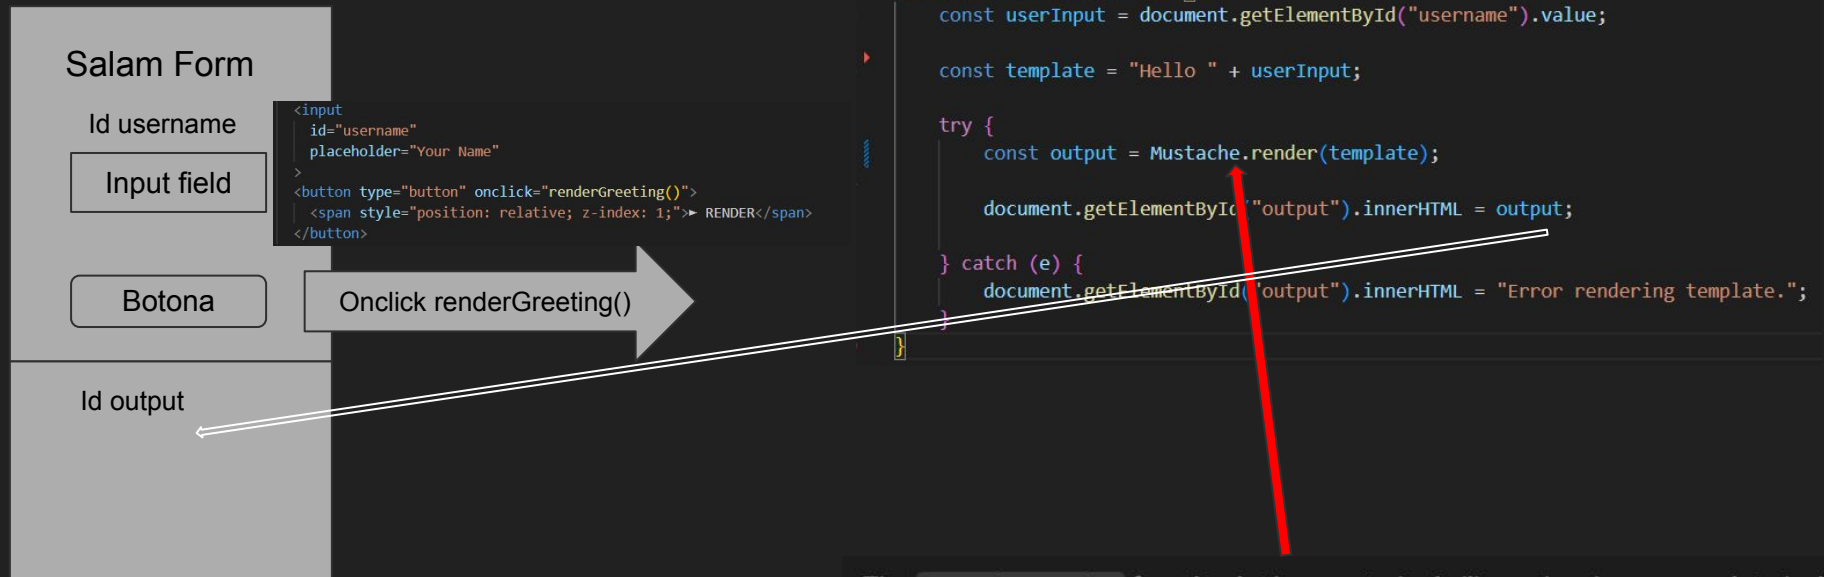 Salam Form
Id username
Input field
Botona
Id output
<input
id="username"
placeholder="Your Name"
>
<button type="button" onclick="renderGreeting()">
<span style="position: relative; z-index: 1;">► RENDER</span>
</button>
Onclick renderGreeting()
const userInput = document.getElementById("username").value;
const template = "Hello " + userInput;
try {
const output = Mustache.render(template);
document.getElementById("output").innerHTML = output;
} catch (e) {
document.getElementById("output").innerHTML = "Error rendering template.";
}
}